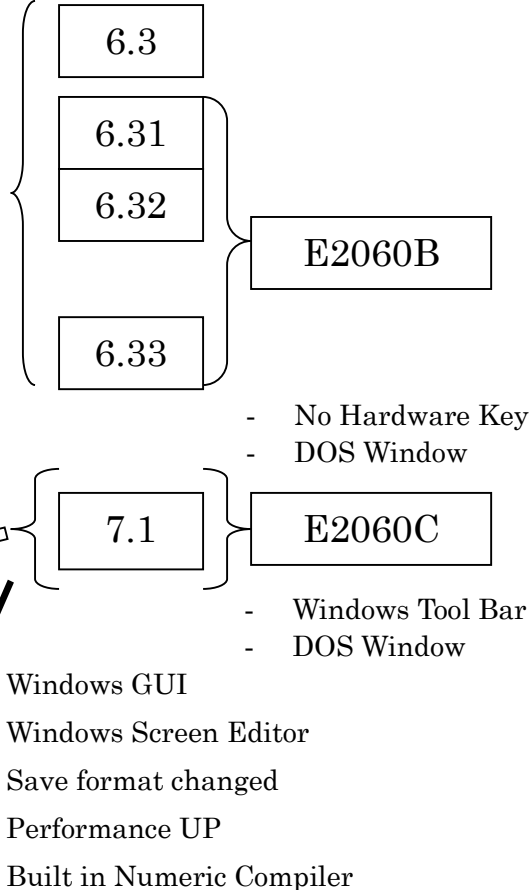 6.3
6.31
6.32
E2060B
6.33
- No Hardware Key
- DOS Window
7.1
E2060C
- Windows Tool Bar
- DOS Window
Windows GUI
Windows Screen Editor
Save format changed
Performance UP
Built in Numeric Compiler